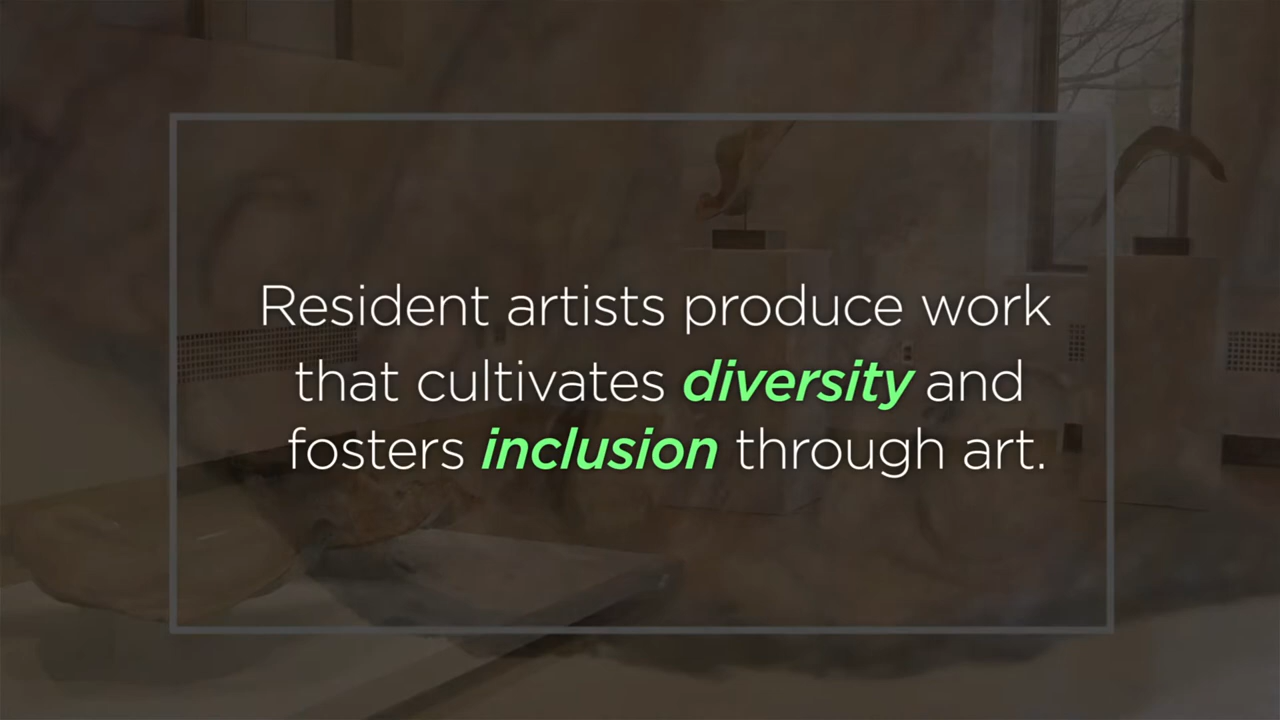 Resident artists produce work
that cultivates diversity and
fosters inclusion through art.